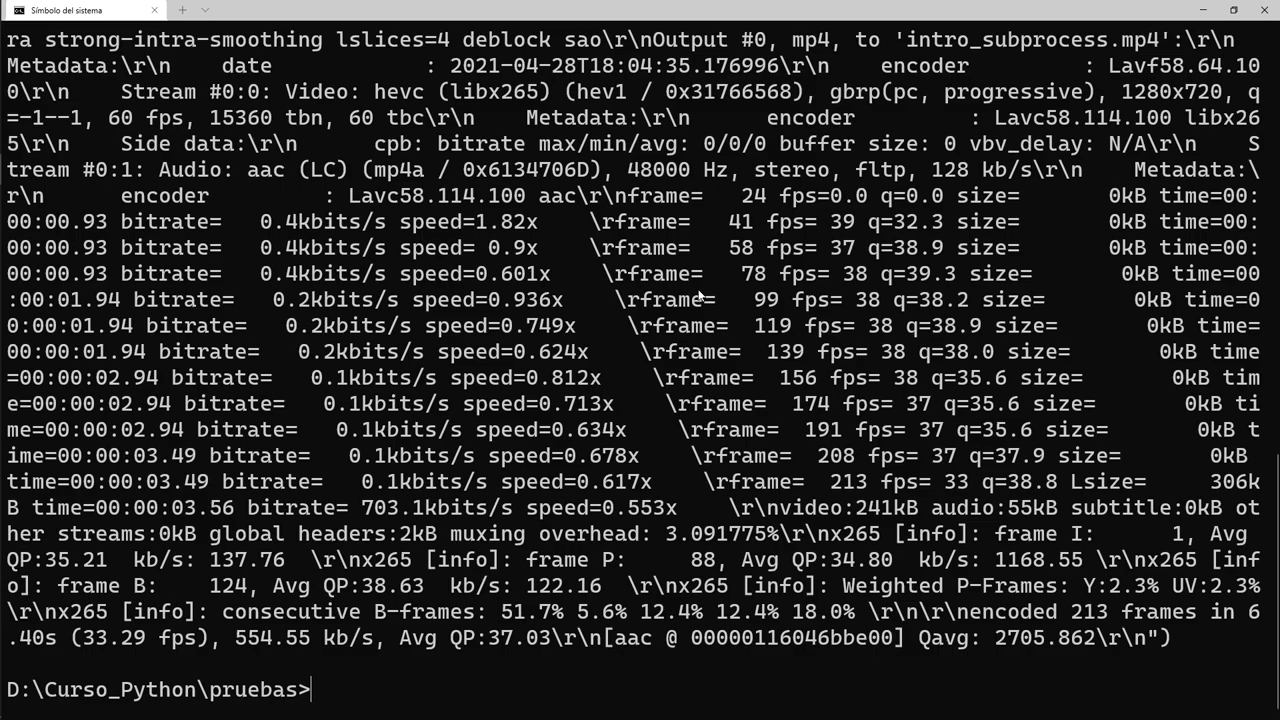 Símbolo del sistema
ra strong-intra-smoothing lslices=4 deblock sao\r\nOutput #0, mp4, to 'intro_subprocess.mp4':\r\n
Metadata:\r\n    date            : 2021-04-28T18:04:35.176996\r\n    encoder         : Lavf58.64.10
0\r\n    Stream #0:0: Video: hevc (libx265) (hev1 / 0x31766568), gbrp(pc, progressive), 1280x720, q
=-1--1, 60 fps, 15360 tbn, 60 tbc\r\n    Metadata:\r\n      encoder         : Lavc58.114.100 libx26
5\r\n    Side data:\r\n      cpb: bitrate max/min/avg: 0/0/0 buffer size: 0 vbv_delay: N/A\r\n    S
tream #0:1: Audio: aac (LC) (mp4a / 0x6134706D), 48000 Hz, stereo, fltp, 128 kb/s\r\n    Metadata:\
r\n      encoder         : Lavc58.114.100 aac\r\nframe=   24 fps=0.0 q=0.0 size=       0kB time=00:
00:00.93 bitrate=   0.4kbits/s speed=1.82x    \rframe=   41 fps= 39 q=32.3 size=       0kB time=00:
00:00.93 bitrate=   0.4kbits/s speed= 0.9x    \rframe=   58 fps= 37 q=38.9 size=       0kB time=00:
00:00.93 bitrate=   0.4kbits/s speed=0.601x    \rframe=   78 fps= 38 q=39.3 size=       0kB time=00
:00:01.94 bitrate=   0.2kbits/s speed=0.936x    \rframe=   99 fps= 38 q=38.2 size=       0kB time=0
0:00:01.94 bitrate=   0.2kbits/s speed=0.749x    \rframe=  119 fps= 38 q=38.9 size=       0kB time=
00:00:01.94 bitrate=   0.2kbits/s speed=0.624x    \rframe=  139 fps= 38 q=38.0 size=       0kB time
=00:00:02.94 bitrate=   0.1kbits/s speed=0.812x    \rframe=  156 fps= 38 q=35.6 size=       0kB tim
e=00:00:02.94 bitrate=   0.1kbits/s speed=0.713x    \rframe=  174 fps= 37 q=35.6 size=       0kB ti
me=00:00:02.94 bitrate=   0.1kbits/s speed=0.634x    \rframe=  191 fps= 37 q=35.6 size=       0kB t
ime=00:00:03.49 bitrate=   0.1kbits/s speed=0.678x    \rframe=  208 fps= 37 q=37.9 size=       0kB
time=00:00:03.49 bitrate=   0.1kbits/s speed=0.617x    \rframe=  213 fps= 33 q=38.8 Lsize=     306k
B time=00:00:03.56 bitrate= 703.1kbits/s speed=0.553x    \r\nvideo:241kB audio:55kB subtitle:0kB ot
her streams:0kB global headers:2kB muxing overhead: 3.091775%\r\nx265 [info]: frame I:      1, Avg
QP:35.21  kb/s: 137.76  \r\nx265 [info]: frame P:     88, Avg QP:34.80  kb/s: 1168.55 \r\nx265 [inf
o]: frame B:    124, Avg QP:38.63  kb/s: 122.16  \r\nx265 [info]: Weighted P-Frames: Y:2.3% UV:2.3%
\r\nx265 [info]: consecutive B-frames: 51.7% 5.6% 12.4% 12.4% 18.0% \r\n\r\nencoded 213 frames in 6
.40s (33.29 fps), 554.55 kb/s, Avg QP:37.03\r\n[aac @ 00000116046bbe00] Qavg: 2705.862\r\n")
D:\Curso_Python\pruebas>